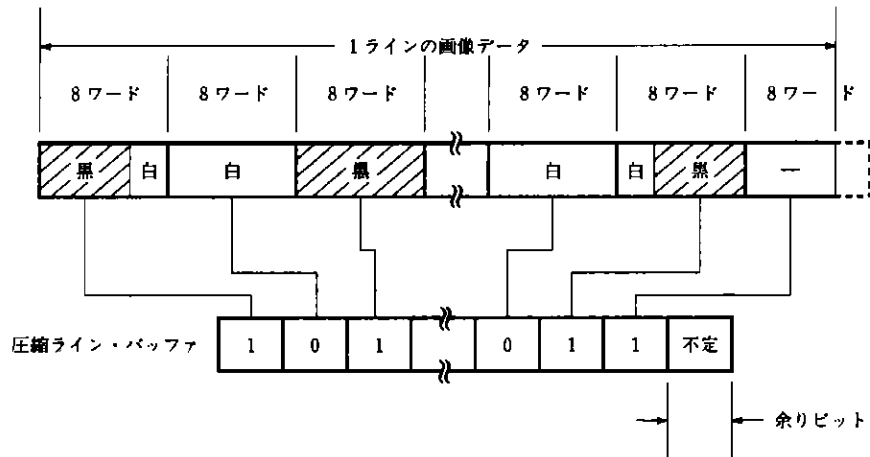 1ラインの画像データ
8ワード 8ワード 8ワード 8ワード 8ワード 8ワード
黒 白 白 黒 白 白 黒 —
圧縮ライン・バッファ 1 0 1 0 1 1 不定
余りビット